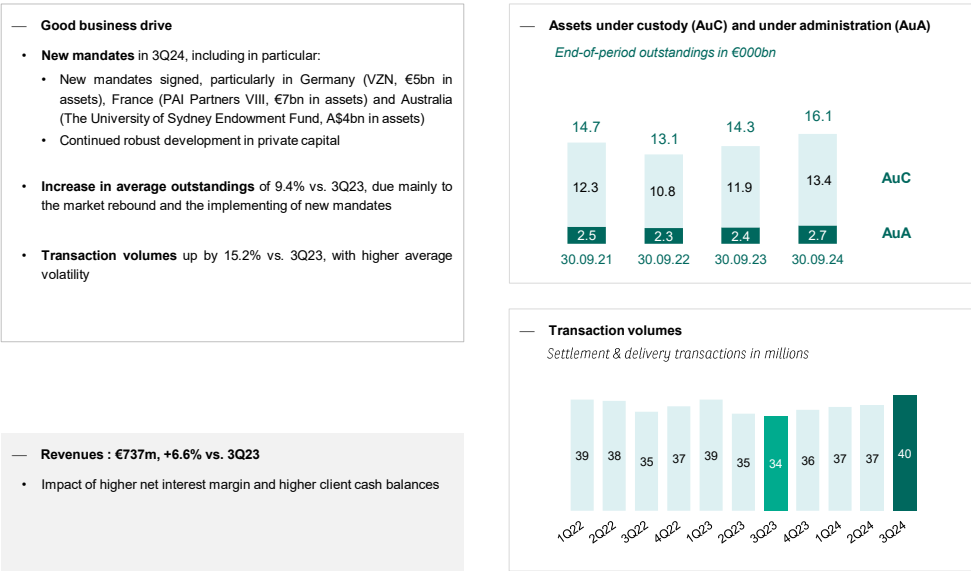 — Good business drive
• New mandates in 3Q24, including in particular:
• New mandates signed, particularly in Germany (VZN, €5bn in
assets), France (PAI Partners VIII, €7bn in assets) and Australia
(The University of Sydney Endowment Fund, A$4bn in assets)
• Continued robust development in private capital
• Increase in average outstandings of 9.4% vs. 3Q23, due mainly to
the market rebound and the implementing of new mandates
• Transaction volumes up by 15.2% vs. 3Q23, with higher average
volatility
— Revenues : €737m, +6.6% vs. 3Q23
• Impact of higher net interest margin and higher client cash balances
— Assets under custody (AuC) and under administration (AuA)
End-of-period outstandings in €000bn
14.7 13.1 14.3 16.1
12.3 10.8 11.9 13.4 AuC
2.5 2.3 2.4 2.7 AuA
30.09.21 30.09.22 30.09.23 30.09.24
— Transaction volumes
Settlement & delivery transactions in millions
39 38 35 37 39 35 34 36 37 37 40
1Q22 2Q22 3Q22 4Q22 1Q23 2Q23 3Q23 4Q23 1Q24 2Q24 3Q24